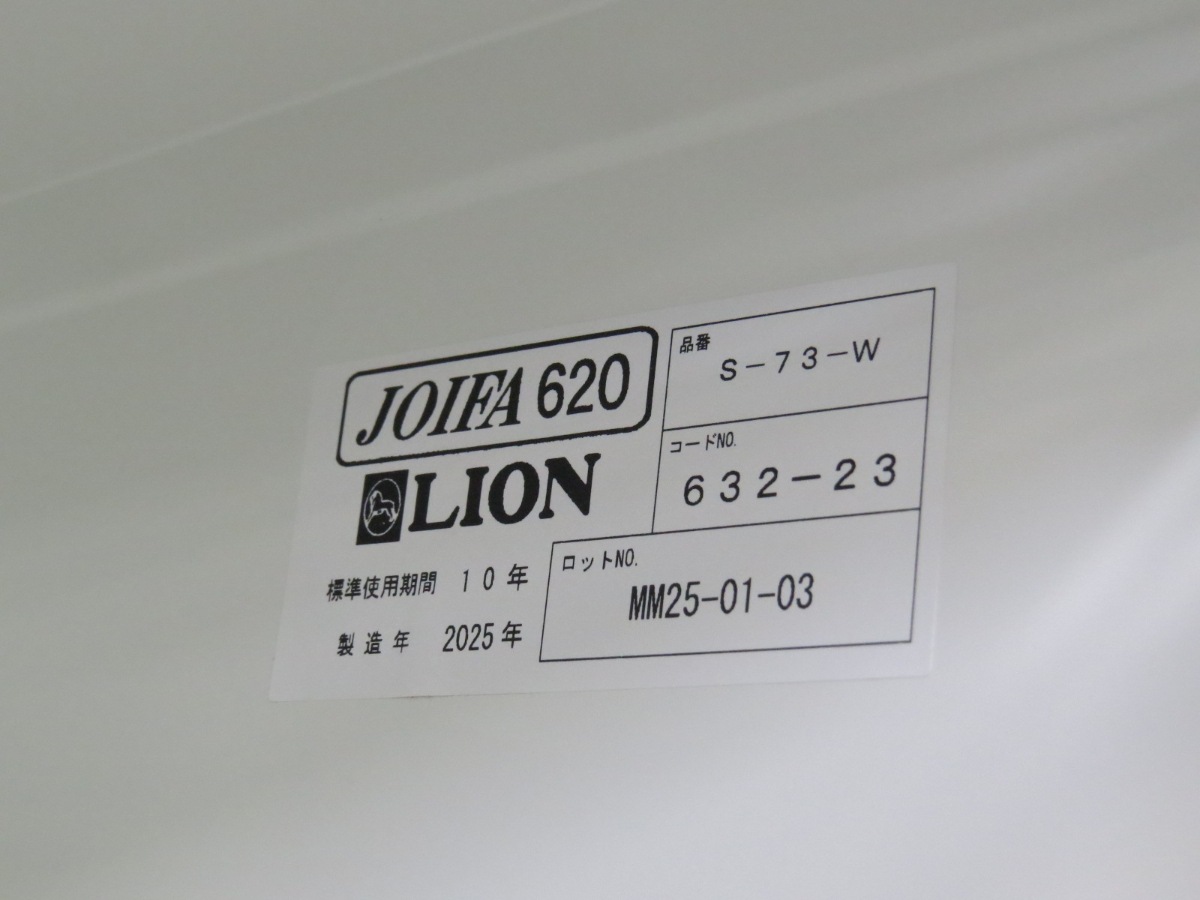 JOIFA 620
LION
標準使用期間 10年
製造年 2025年
品番
S-73-W
コードNO.
632-23
ロットNO.
MM25-01-03